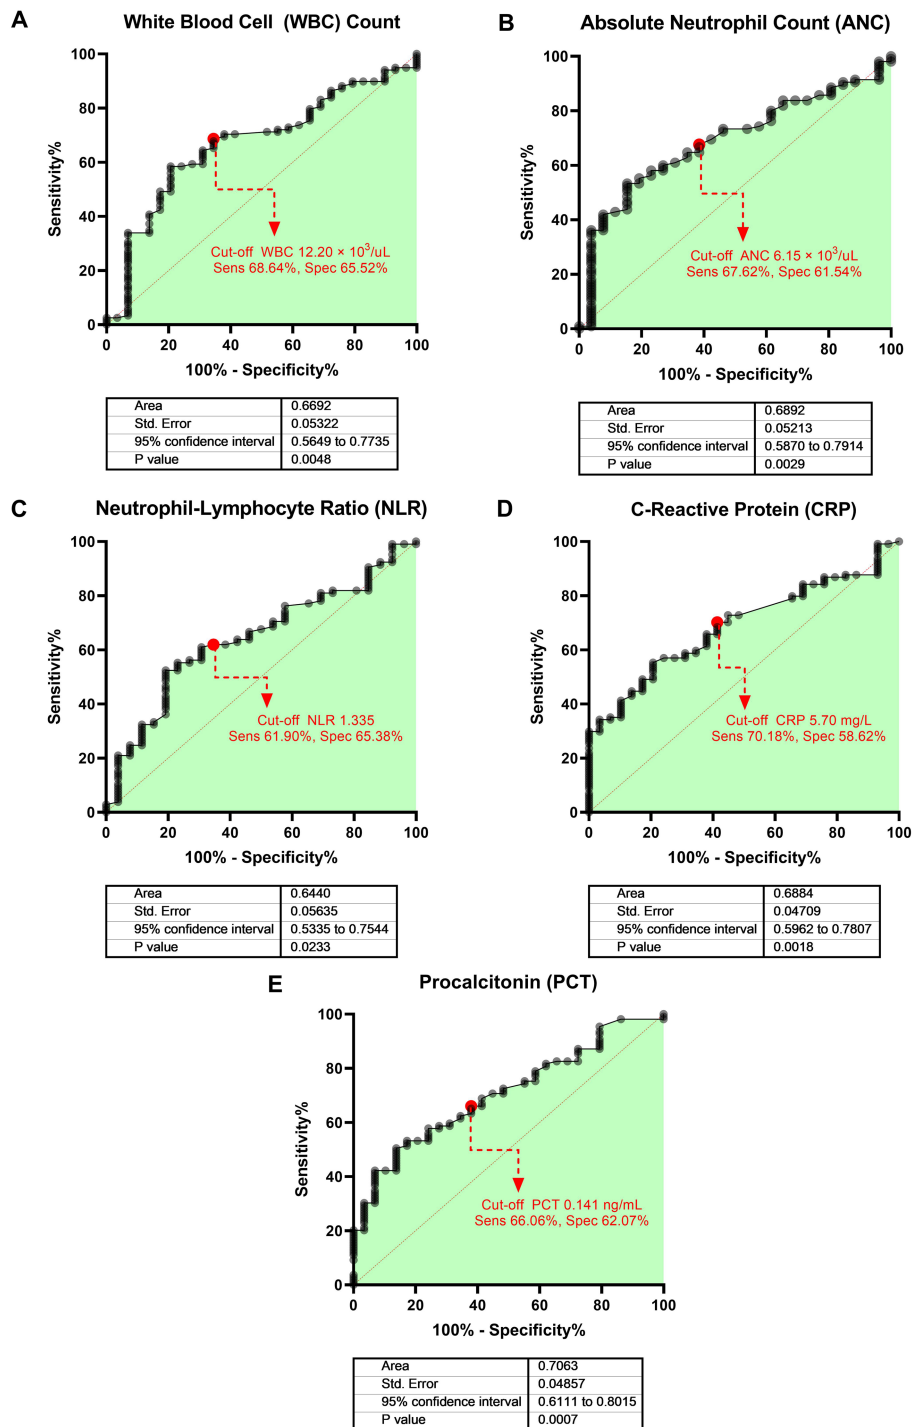 A
White Blood Cell (WBC) Count
Sensitivity%
100
80
60
40
20
0
0 20 40 60 80 100
100% - Specificity%
Cut-off WBC 12.20 × 10³/uL
Sens 68.64%, Spec 65.52%
Area 0.6692
Std. Error 0.05322
95% confidence interval 0.5649 to 0.7735
P value 0.0048
B
Absolute Neutrophil Count (ANC)
Sensitivity%
100
80
60
40
20
0
0 20 40 60 80 100
100% - Specificity%
Cut-off ANC 6.15 × 10³/uL
Sens 67.62%, Spec 61.54%
Area 0.6892
Std. Error 0.05213
95% confidence interval 0.5870 to 0.7914
P value 0.0029
C
Neutrophil-Lymphocyte Ratio (NLR)
Sensitivity%
100
80
60
40
20
0
0 20 40 60 80 100
100% - Specificity%
Cut-off NLR 1.335
Sens 61.90%, Spec 65.38%
Area 0.6440
Std. Error 0.05635
95% confidence interval 0.5335 to 0.7544
P value 0.0233
D
C-Reactive Protein (CRP)
Sensitivity%
100
80
60
40
20
0
0 20 40 60 80 100
100% - Specificity%
Cut-off CRP 5.70 mg/L
Sens 70.18%, Spec 58.62%
Area 0.6884
Std. Error 0.04709
95% confidence interval 0.5962 to 0.7807
P value 0.0018
E
Procalcitonin (PCT)
Sensitivity%
100
80
60
40
20
0
0 20 40 60 80 100
100% - Specificity%
Cut-off PCT 0.141 ng/mL
Sens 66.06%, Spec 62.07%
Area 0.7063
Std. Error 0.04857
95% confidence interval 0.6111 to 0.8015
P value 0.0007